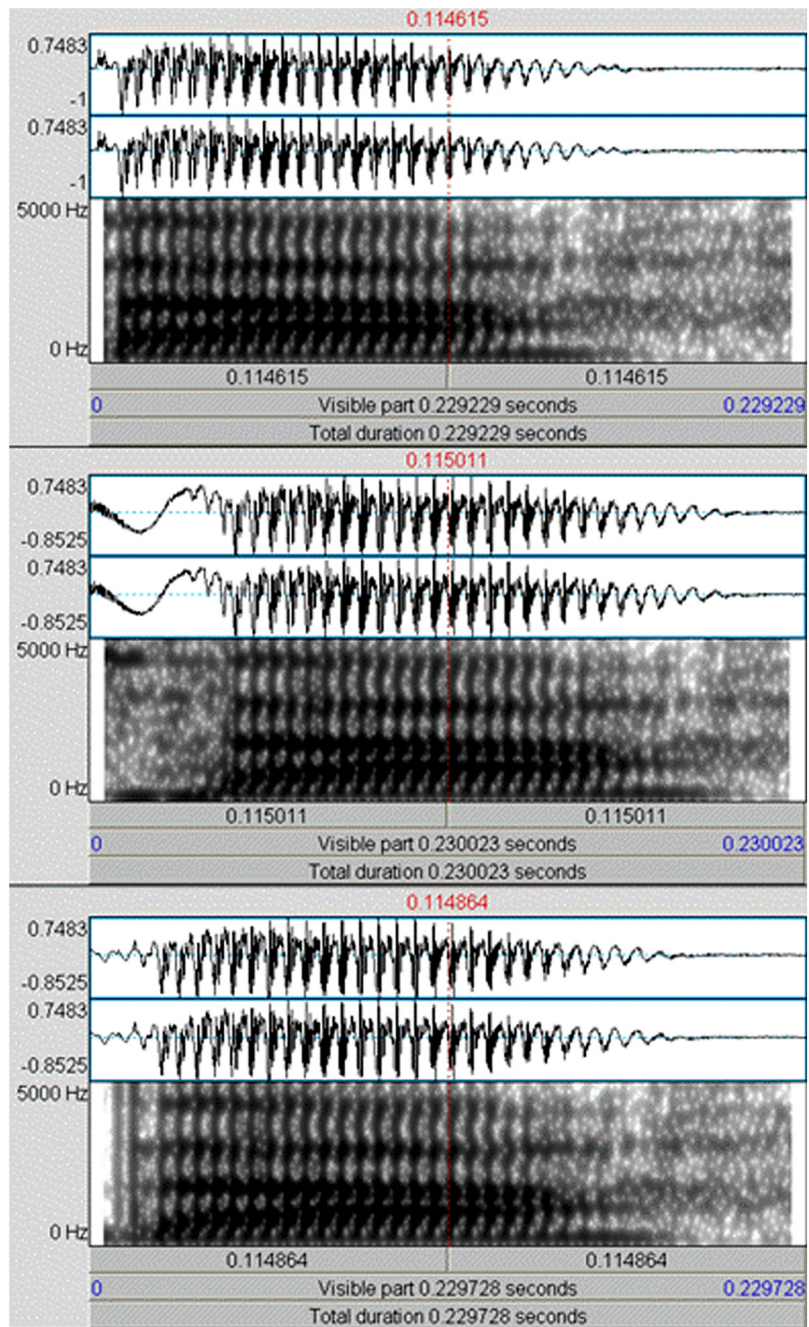 0.114615
0.7483
-1
0.7483
-1
5000 Hz
0 Hz
0.114615 0.114615
0 Visible part 0.229229 seconds 0.229229
Total duration 0.229229 seconds
0.115011
0.7483
-0.8525
0.7483
-0.8525
5000 Hz
0 Hz
0.115011 0.115011
0 Visible part 0.230023 seconds 0.230023
Total duration 0.230023 seconds
0.114864
0.7483
-0.8525
0.7483
-0.8525
5000 Hz
0 Hz
0.114864 0.114864
0 Visible part 0.229728 seconds 0.229728
Total duration 0.229728 seconds